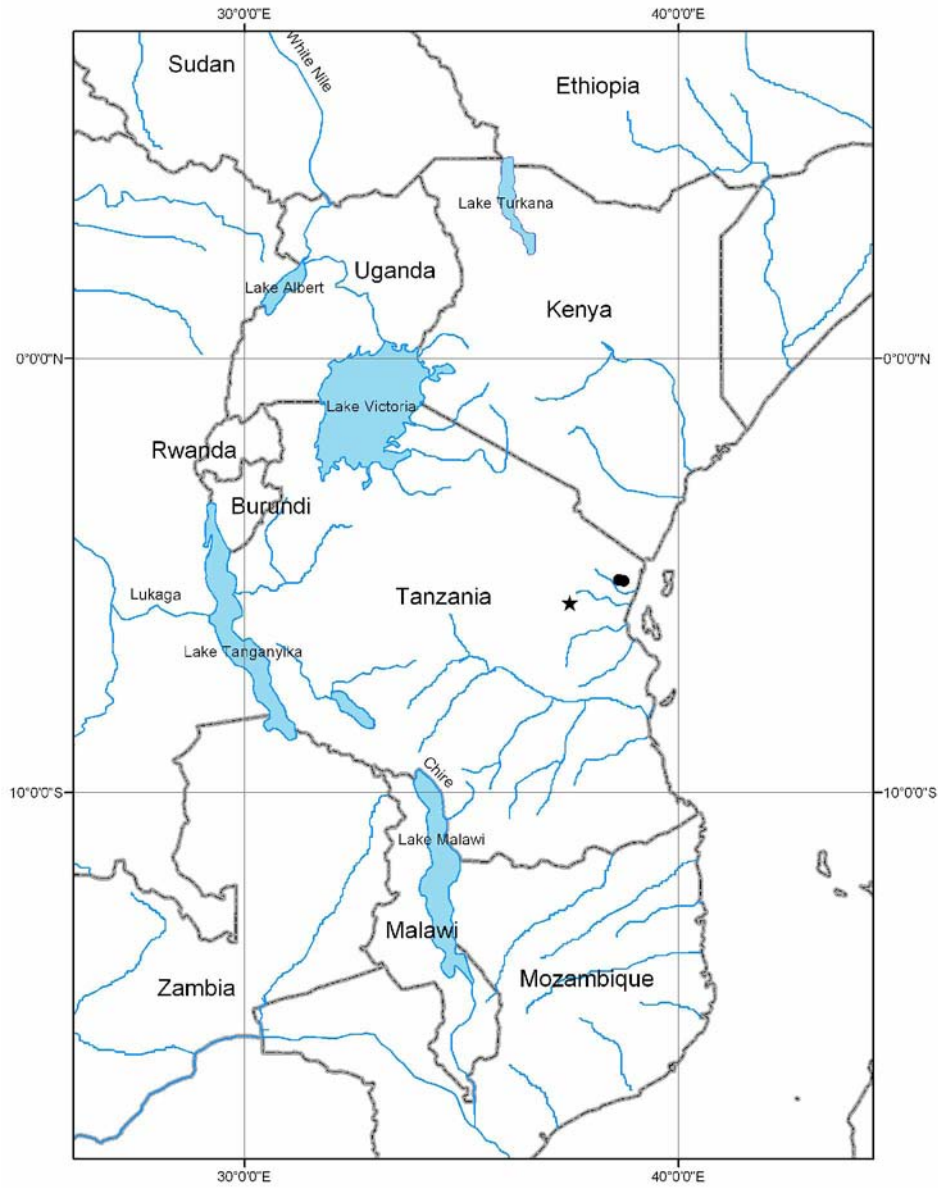 30°0'0"E 40°0'0"E
Sudan
White Nile
Ethiopia
Lake Turkana
Uganda
Lake Albert
Kenya
0°0'0"N 0°0'0"N
Lake Victoria
Rwanda
Burundi
Lukaga
Tanzania
Lake Tanganyika
Chire
10°0'0"S 10°0'0"S
Lake Malawi
Malawi
Zambia
Mozambique
30°0'0"E 40°0'0"E